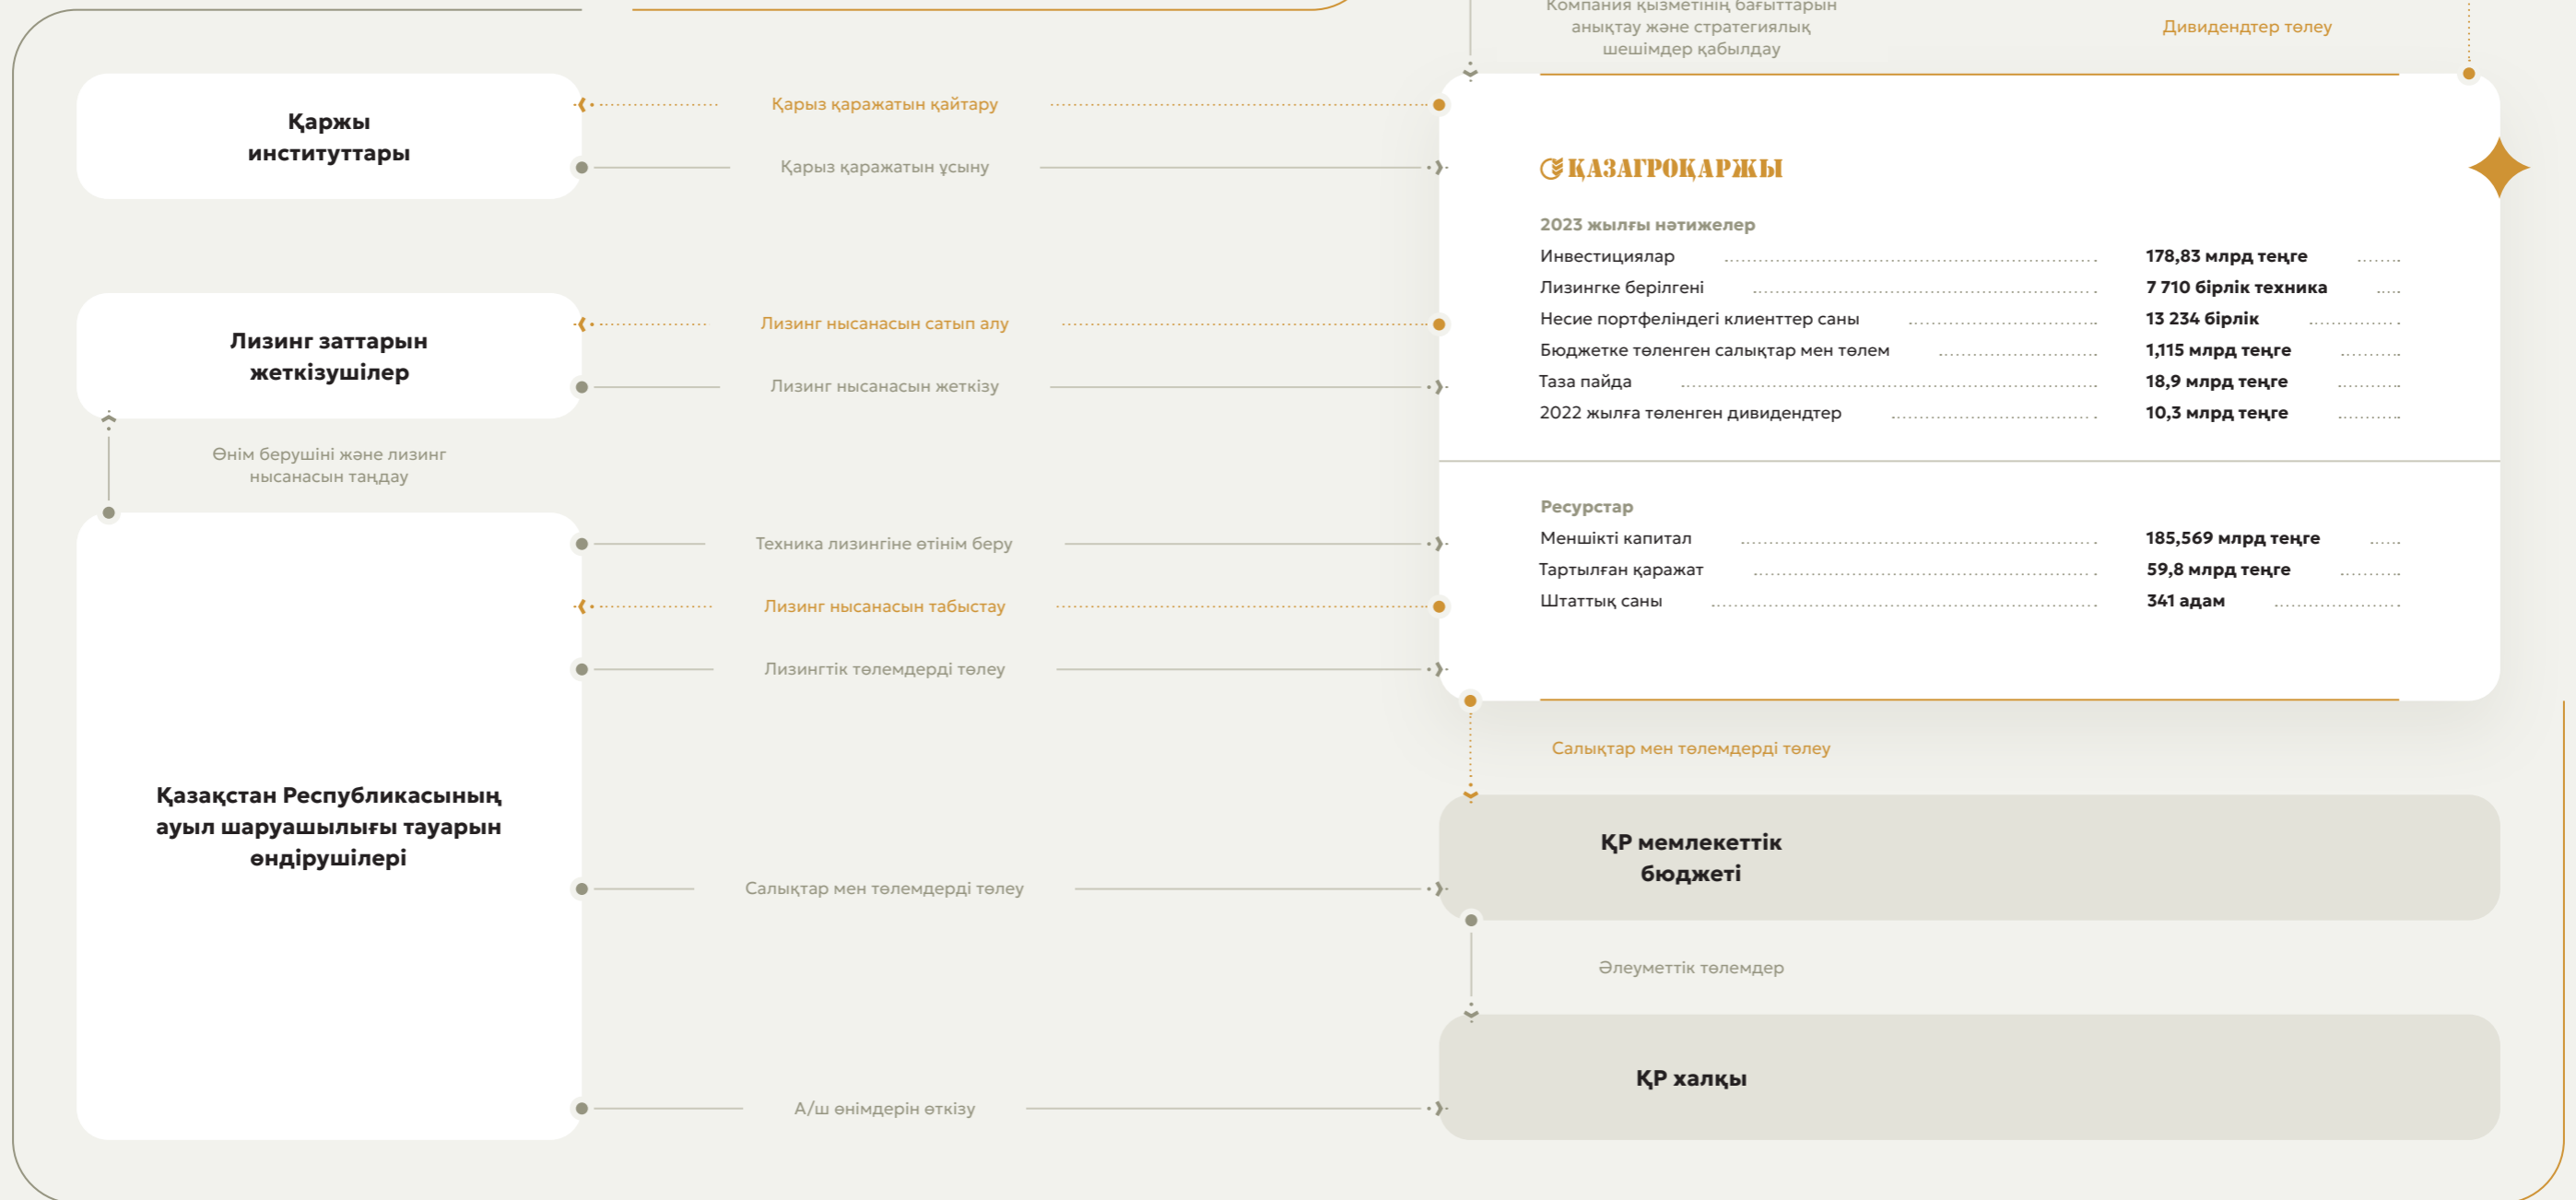 Компания қызметінің бағыттарын
анықтау және стратегиялық
шешімдер қабылдау
Дивидендтер төлеу
Қаржы
институттары
Қарыз қаражатын қайтару
Қарыз қаражатын ұсыну
Лизинг заттарын
жеткізушілер
Лизинг нысанасын сатып алу
Лизинг нысанасын жеткізу
Өнім берушіні және лизинг
нысанасын таңдау
Қазақстан Республикасының
ауыл шаруашылығы тауарын
өндірушілері
Техника лизингіне өтінім беру
Лизинг нысанасын табыстау
Лизингтік төлемдерді төлеу
Салықтар мен төлемдерді төлеу
А/ш өнімдерін өткізу
ҚАЗАГРОҚАРЖЫ
2023 жылғы нәтижелер
Инвестициялар 178,83 млрд теңге
Лизингке берілгені 7 710 бірлік техника
Несие портфеліндегі клиенттер саны 13 234 бірлік
Бюджетке төленген салықтар мен төлем 1,115 млрд теңге
Таза пайда 18,9 млрд теңге
2022 жылға төленген дивидендтер 10,3 млрд теңге
Ресурстар
Меншікті капитал 185,569 млрд теңге
Тартылған қаражат 59,8 млрд теңге
Штаттық саны 341 адам
Салықтар мен төлемдерді төлеу
ҚР мемлекеттік
бюджеті
Әлеуметтік төлемдер
ҚР халқы